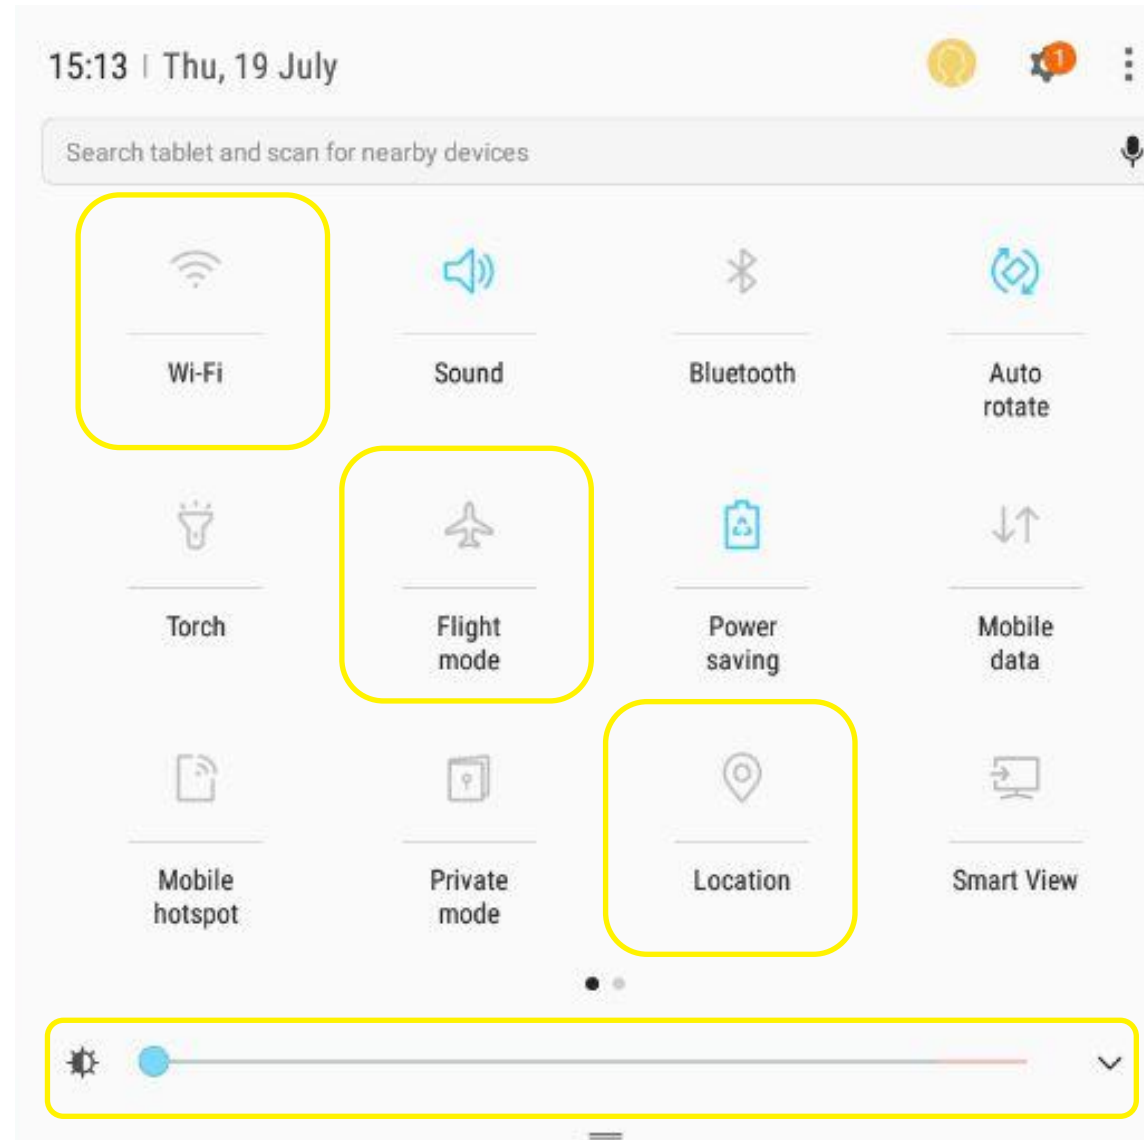 15:13 | Thu, 19 July
1
Search tablet and scan for nearby devices
Wi-Fi
Sound
Bluetooth
Auto
rotate
Torch
Flight
mode
Power
saving
Mobile
data
Mobile
hotspot
Private
mode
Location
Smart View